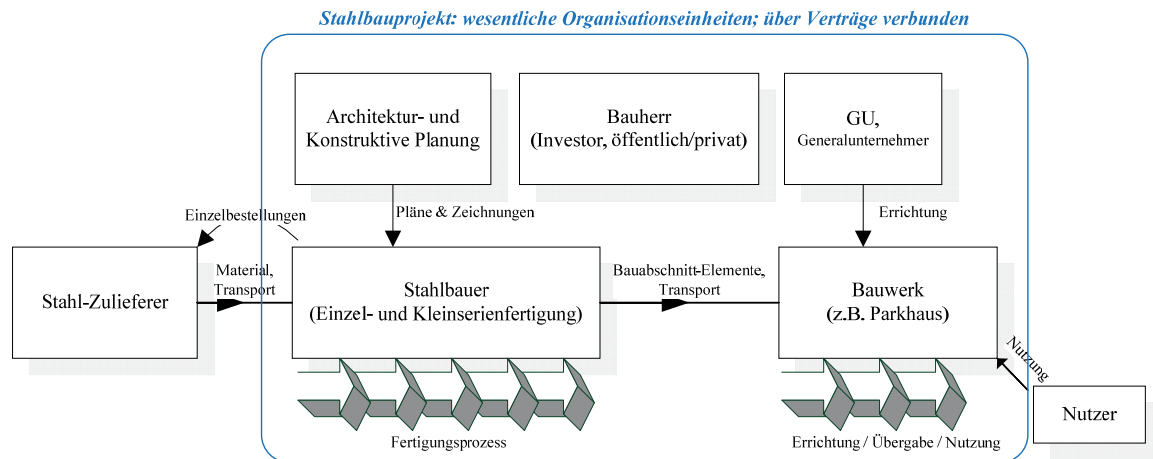 Stahlbauprojekt: wesentliche Organisationseinheiten; über Verträge verbunden
Architektur- und
Konstruktive Planung
Bauherr
(Investor, öffentlich/privat)
GU,
Generalunternehmer
Einzelbestellungen
Pläne & Zeichnungen
Errichtung
Stahl-Zulieferer
Material,
Transport
Stahlbauer
(Einzel- und Kleinserienfertigung)
Bauabschnitt-Elemente,
Transport
Bauwerk
(z.B. Parkhaus)
Nutzung
Nutzer
Fertigungsprozess
Errichtung / Übergabe / Nutzung